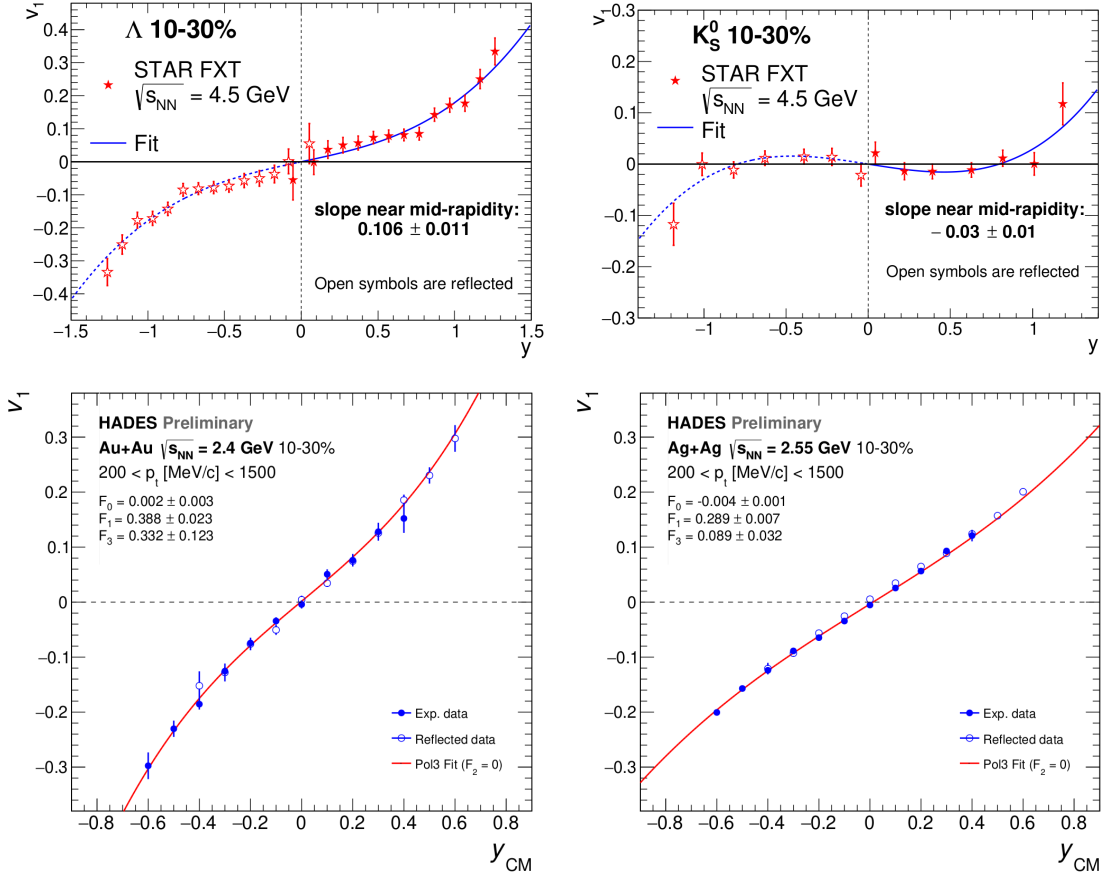 v1
Λ 10-30%
STAR FXT
√sNN = 4.5 GeV
Fit
slope near mid-rapidity:
0.106 ± 0.011
Open symbols are reflected
0.4
0.3
0.2
0.1
0
−0.1
−0.2
−0.3
−0.4
−1.5 −1 −0.5 0 0.5 1 1.5
y
v1
K0S 10-30%
STAR FXT
√sNN = 4.5 GeV
Fit
slope near mid-rapidity:
− 0.03 ± 0.01
Open symbols are reflected
-0.3
0.2
0.1
0
−0.1
−0.2
−0.3
−1 −0.5 0 0.5 1
y
v1
HADES Preliminary
Au+Au √sNN = 2.4 GeV 10-30%
200 < pt [MeV/c] < 1500
F0 = 0.002 ± 0.003
F1 = 0.388 ± 0.023
F3 = 0.332 ± 0.123
0.3
0.2
0.1
0
−0.1
−0.2
−0.3
Exp. data
Reflected data
Pol3 Fit (F2 = 0)
−0.8 −0.6 −0.4 −0.2 0 0.2 0.4 0.6 0.8
yCM
v1
HADES Preliminary
Ag+Ag √sNN = 2.55 GeV 10-30%
200 < pt [MeV/c] < 1500
F0 = -0.004 ± 0.001
F1 = 0.289 ± 0.007
F3 = 0.089 ± 0.032
0.3
0.2
0.1
0
−0.1
−0.2
−0.3
Exp. data
Reflected data
Pol3 Fit (F2 = 0)
−0.8 −0.6 −0.4 −0.2 0 0.2 0.4 0.6 0.8
yCM